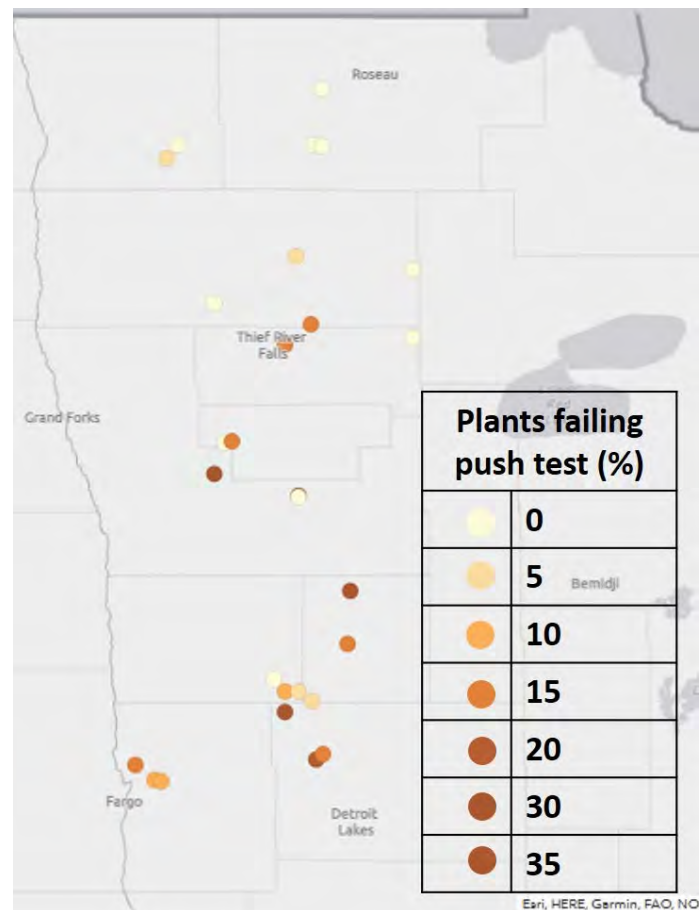 Roseau
Thief River
Falls
Grand Forks
Plants failing
push test (%)
0
5
Bemidji
10
15
20
30
35
Fargo
Detroit
Lakes
Esri, HERE, Garmin, FAO, NO